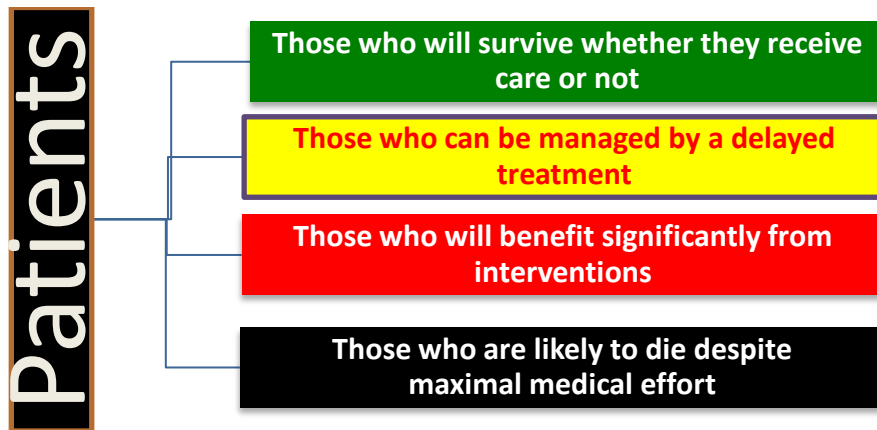 Patients
Those who will survive whether they receive
care or not
Those who can be managed by a delayed
treatment
Those who will benefit significantly from
interventions
Those who are likely to die despite
maximal medical effort